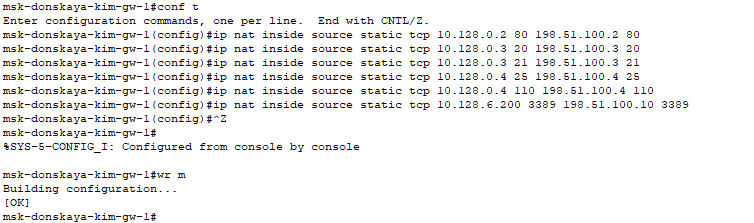 msk-donskaya-kim-gw-1#conf t
Enter configuration commands, one per line.  End with CNTL/Z.
msk-donskaya-kim-gw-1(config)#ip nat inside source static tcp 10.128.0.2 80 198.51.100.2 80
msk-donskaya-kim-gw-1(config)#ip nat inside source static tcp 10.128.0.3 20 198.51.100.3 20
msk-donskaya-kim-gw-1(config)#ip nat inside source static tcp 10.128.0.3 21 198.51.100.3 21
msk-donskaya-kim-gw-1(config)#ip nat inside source static tcp 10.128.0.4 25 198.51.100.4 25
msk-donskaya-kim-gw-1(config)#ip nat inside source static tcp 10.128.0.4 110 198.51.100.4 110
msk-donskaya-kim-gw-1(config)#ip nat inside source static tcp 10.128.6.200 3389 198.51.100.10 3389
msk-donskaya-kim-gw-1(config)#^Z
msk-donskaya-kim-gw-1#
%SYS-5-CONFIG_I: Configured from console by console
msk-donskaya-kim-gw-1#wr m
Building configuration...
[OK]
msk-donskaya-kim-gw-1#